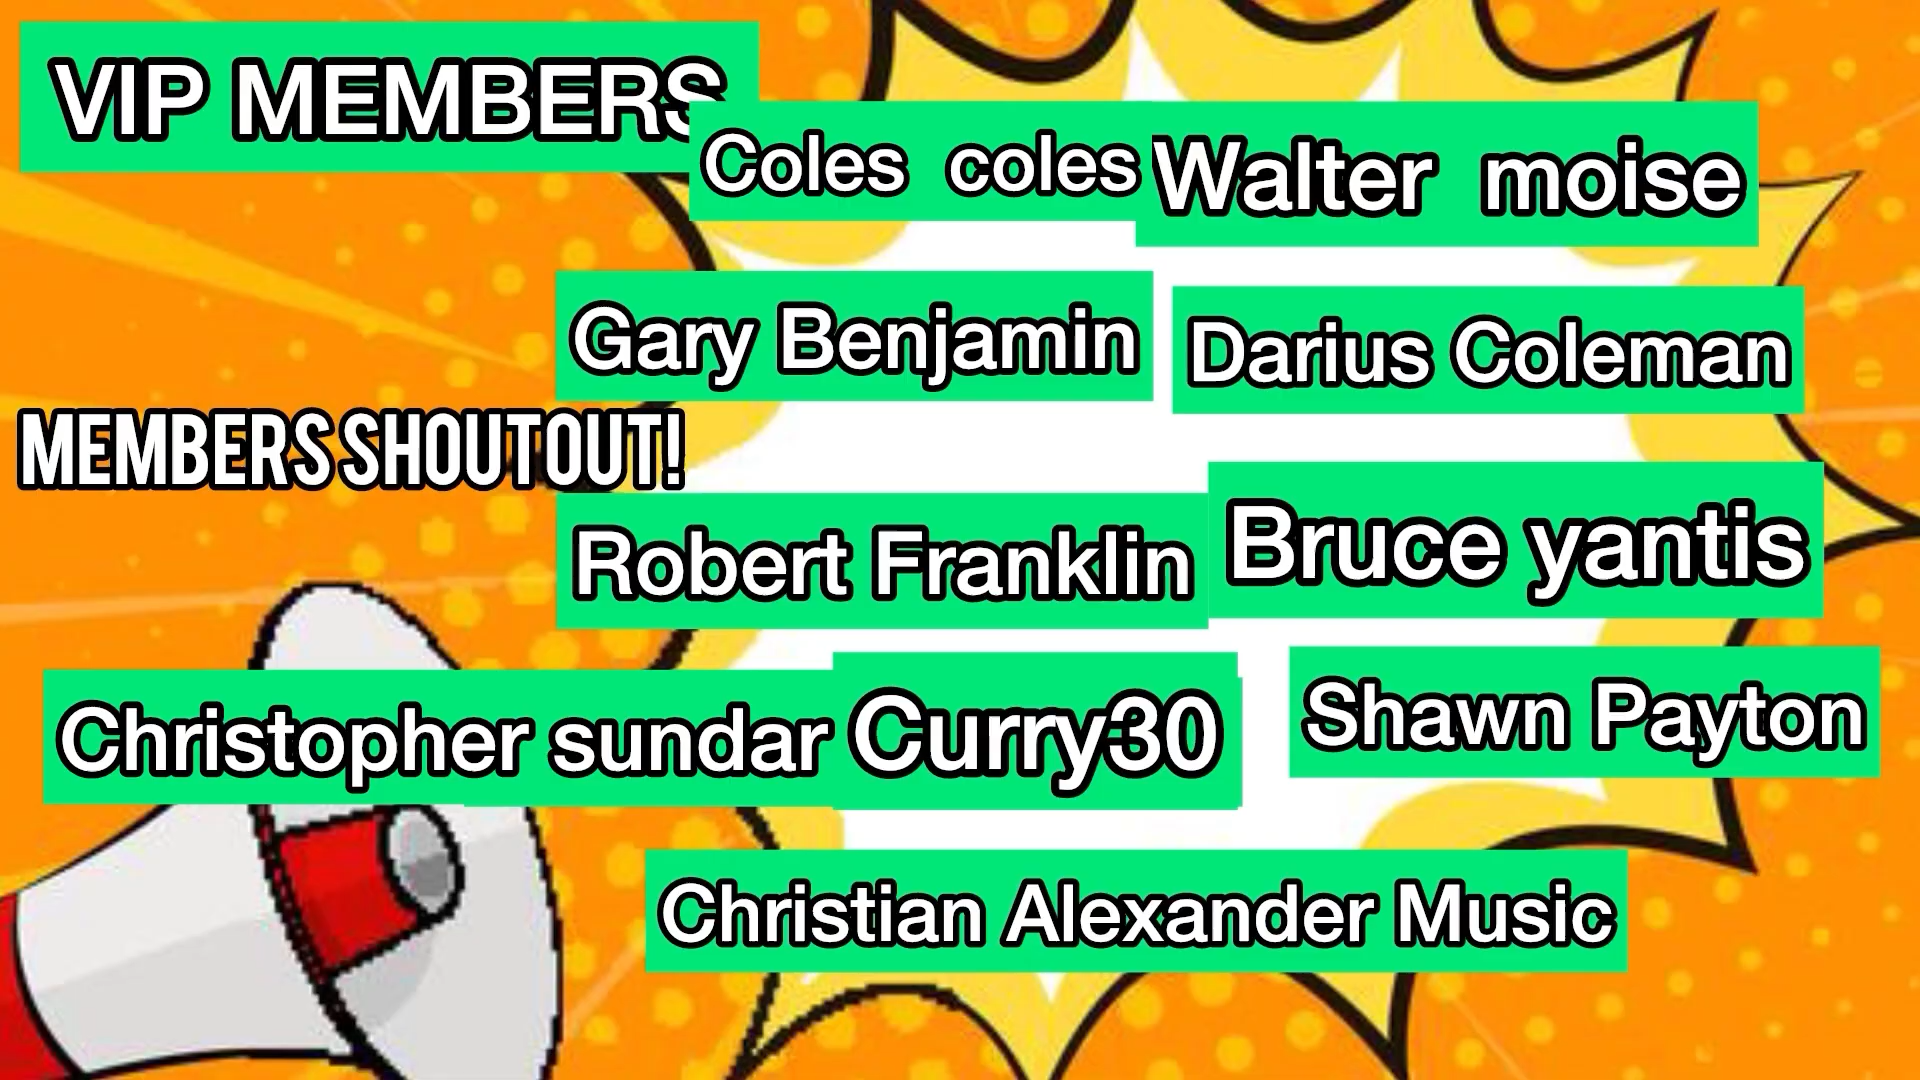 VIP MEMBERS
Coles coles
Walter moise
Gary Benjamin
Darius Coleman
MEMBERS SHOUTOUT!
Robert Franklin
Bruce yantis
Christopher sundar
Curry30
Shawn Payton
Christian Alexander Music